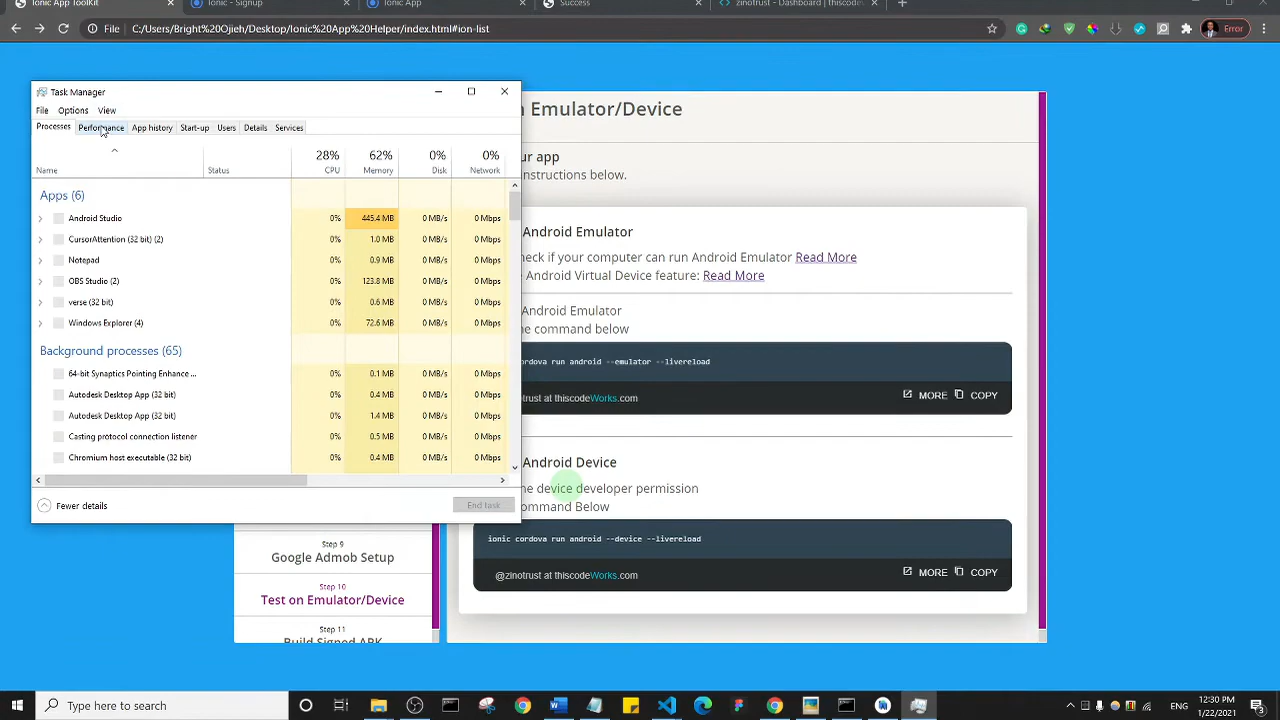 Ionic App ToolKit
Ionic - Signup
Ionic App
Success
zinotrust - Dashboard | thiscode
File
C:/Users/Bright%20Ojieh/Desktop/Ionic%20App%20Helper/index.html#ion-list
Error
Task Manager
File Options View
Processes Performance App history Start-up Users Details Services
28% 62% 0% 0%
Name Status CPU Memory Disk Network
Apps (6)
Android Studio 0% 445.4 MB 0 MB/s 0 Mbps
CursorAttention (32 bit) (2) 0% 1.0 MB 0 MB/s 0 Mbps
Notepad 0% 0.9 MB 0 MB/s 0 Mbps
OBS Studio (2) 0% 123.8 MB 0 MB/s 0 Mbps
verse (32 bit) 0% 0.6 MB 0 MB/s 0 Mbps
Windows Explorer (4) 0% 72.6 MB 0 MB/s 0 Mbps
Background processes (65)
64-bit Synaptics Pointing Enhance ... 0% 0.1 MB 0 MB/s 0 Mbps
Autodesk Desktop App (32 bit) 0% 0.4 MB 0 MB/s 0 Mbps
Autodesk Desktop App (32 bit) 0% 1.4 MB 0 MB/s 0 Mbps
Casting protocol connection listener 0% 0.5 MB 0 MB/s 0 Mbps
Chromium host executable (32 bit) 0% 0.4 MB 0 MB/s 0 Mbps
Fewer details
End task
Emulator/Device
ur app
nstructions below.
Android Emulator
eck if your computer can run Android Emulator Read More
Android Virtual Device feature: Read More
Android Emulator
e command below
ordova run android --emulator --livereload
trust at thiscodeWorks.com MORE COPY
Android Device
ne device developer permission
ommand Below
ionic cordova run android --device --livereload
@zinotrust at thiscodeWorks.com MORE COPY
Step 9
Google Admob Setup
Step 10
Test on Emulator/Device
Step 11
Build Signed APK
Type here to search
ENG
12:30 PM
1/22/2021